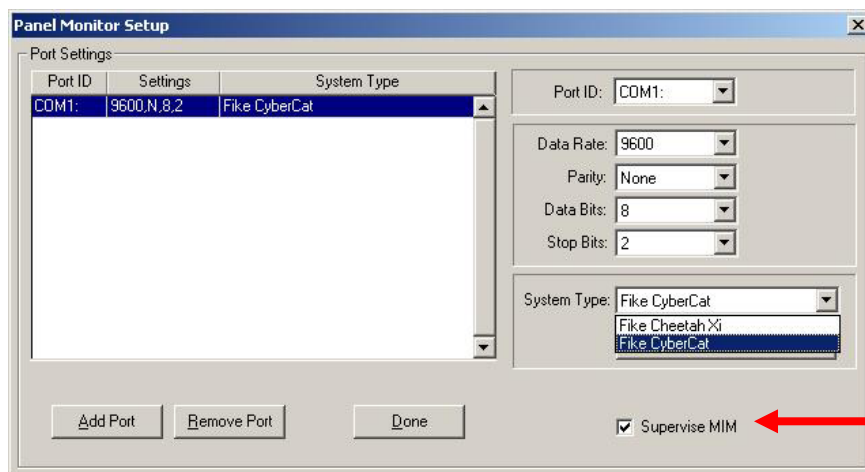 Panel Monitor Setup
Port Settings
Port ID Settings System Type
COM1: 9600,N,8,2 Fike CyberCat
Port ID: COM1:
Data Rate: 9600
Parity: None
Data Bits: 8
Stop Bits: 2
System Type: Fike CyberCat
Fike Cheetah Xi
Fike CyberCat
Add Port Remove Port Done
Supervise MIM